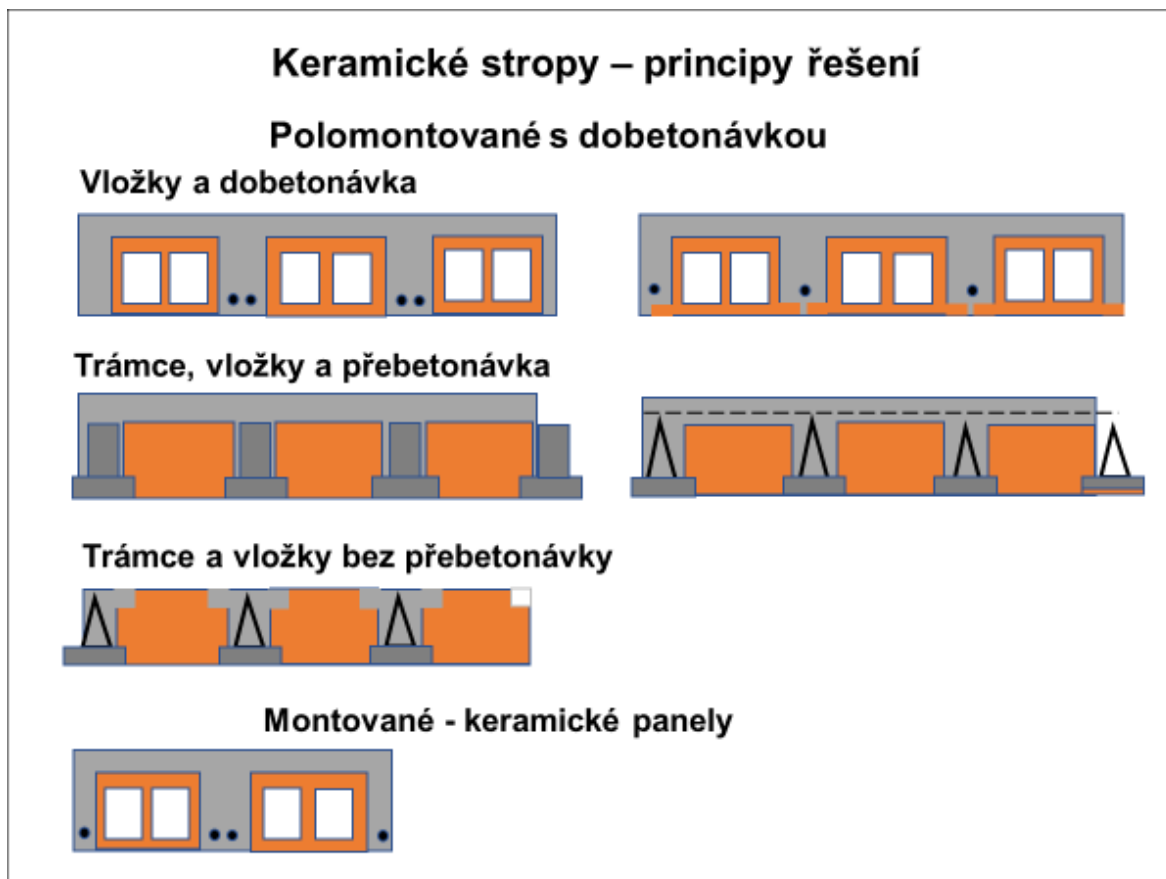 Keramické stropy – principy řešení
Polomontované s dobetonávkou
Vložky a dobetonávka
Trámce, vložky a přebetonávka
Trámce a vložky bez přebetonávky
Montované - keramické panely